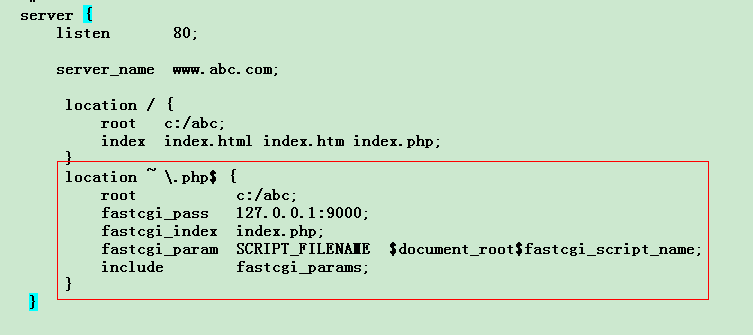 server {
listen 80;
server_name www.abc.com;
location / {
root c:/abc;
index index.html index.htm index.php;
}
location ~ \.php$ {
root c:/abc;
fastcgi_pass 127.0.0.1:9000;
fastcgi_index index.php;
fastcgi_param SCRIPT_FILENAME $document_root$fastcgi_script_name;
include fastcgi_params;
}
}